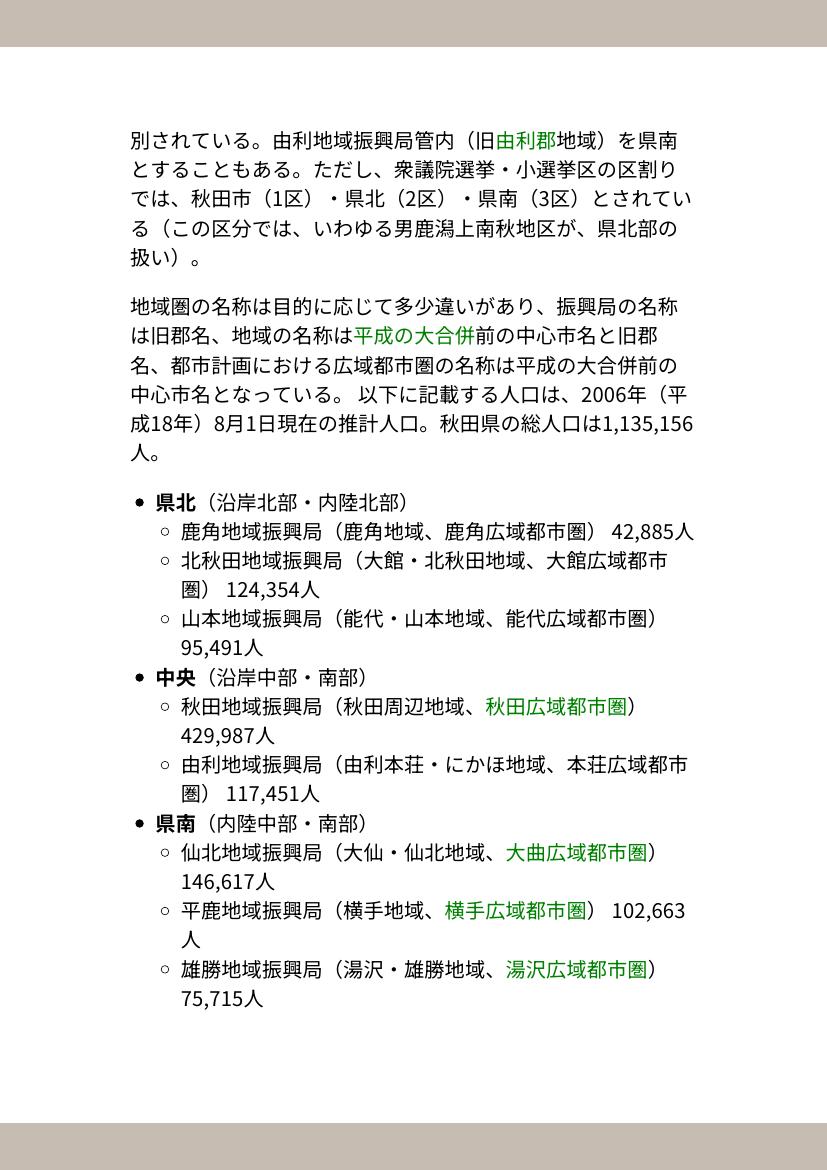 別されている。由利地域振興局管内（旧由利郡地域）を県南
とすることもある。ただし、衆議院選挙・小選挙区の区割り
では、秋田市（1区）・県北（2区）・県南（3区）とされてい
る（この区分では、いわゆる男鹿潟上南秋地区が、県北部の
扱い）。
地域圏の名称は目的に応じて多少違いがあり、振興局の名称
は旧郡名、地域の名称は平成の大合併前の中心市名と旧郡
名、都市計画における広域都市圏の名称は平成の大合併前の
中心市名となっている。 以下に記載する人口は、2006年（平
成18年）8月1日現在の推計人口。秋田県の総人口は1,135,156
人。
• 県北（沿岸北部・内陸北部）
◦ 鹿角地域振興局（鹿角地域、鹿角広域都市圏） 42,885人
◦ 北秋田地域振興局（大館・北秋田地域、大館広域都市
圏） 124,354人
◦ 山本地域振興局（能代・山本地域、能代広域都市圏）
95,491人
• 中央（沿岸中部・南部）
◦ 秋田地域振興局（秋田周辺地域、秋田広域都市圏）
429,987人
◦ 由利地域振興局（由利本荘・にかほ地域、本荘広域都市
圏） 117,451人
• 県南（内陸中部・南部）
◦ 仙北地域振興局（大仙・仙北地域、大曲広域都市圏）
146,617人
◦ 平鹿地域振興局（横手地域、横手広域都市圏） 102,663
人
◦ 雄勝地域振興局（湯沢・雄勝地域、湯沢広域都市圏）
75,715人